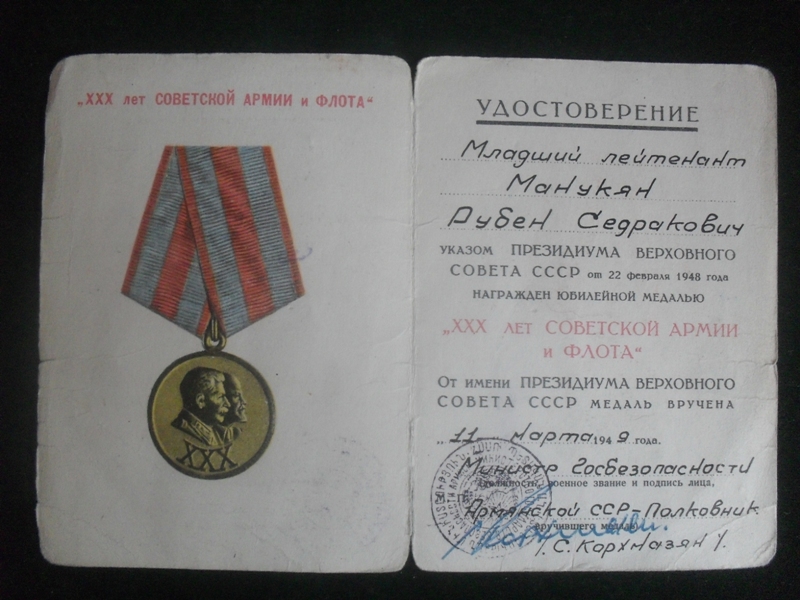 „XXX лет СОВЕТСКОЙ АРМИИ и ФЛОТА“
XXX
УДОСТОВЕРЕНИЕ
Младший лейтенант
Манукян
Рубен Седракович
УКАЗОМ ПРЕЗИДИУМА ВЕРХОВНОГО
СОВЕТА СССР от 22 февраля 1948 года
НАГРАЖДЕН ЮБИЛЕЙНОЙ МЕДАЛЬЮ
„XXX ЛЕТ СОВЕТСКОЙ АРМИИ
и ФЛОТА“
От имени ПРЕЗИДИУМА ВЕРХОВНОГО
СОВЕТА СССР МЕДАЛЬ ВРУЧЕНА
„11“ марта 1949 года.
Министр Госбезопасности
должность, военное звание и подпись лица,
Армянской ССР-Полковник
вручившего медаль
/С. Корхмазян/.